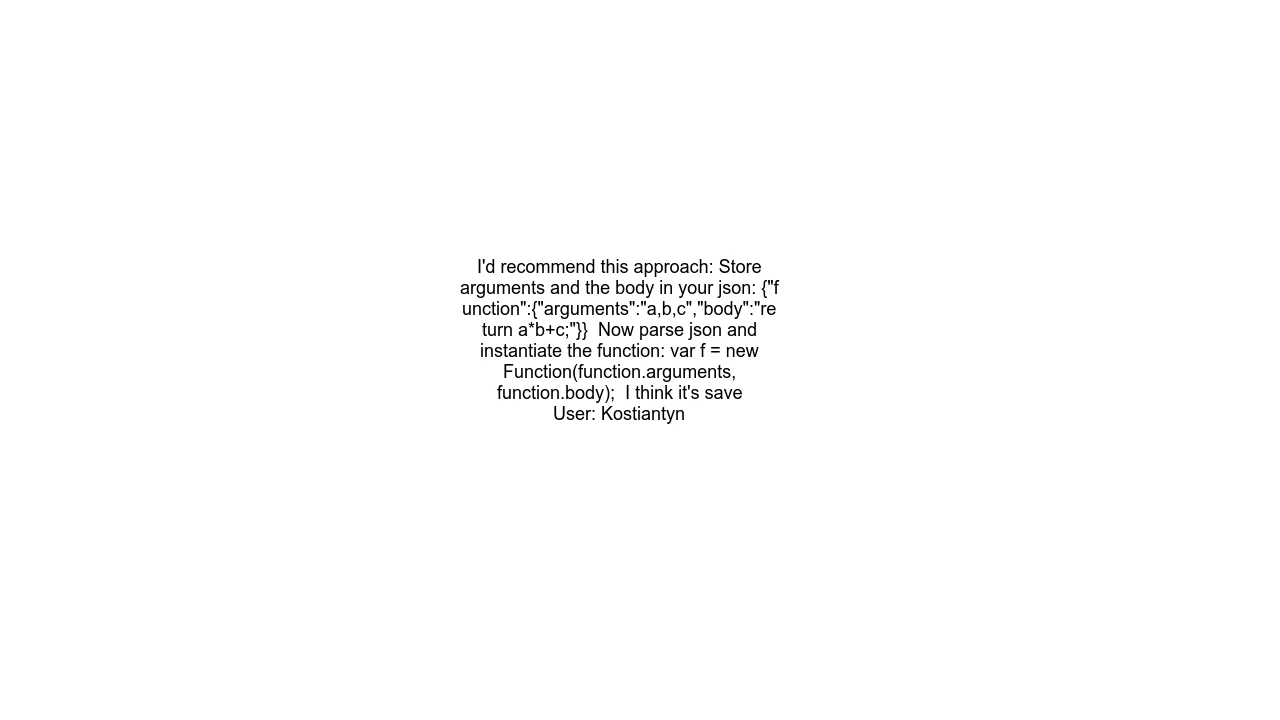 I'd recommend this approach: Store
arguments and the body in your json: {"f
unction":{"arguments":"a,b,c","body":"re
turn a*b+c;"}}  Now parse json and
instantiate the function: var f = new
Function(function.arguments,
function.body);  I think it's save
User: Kostiantyn